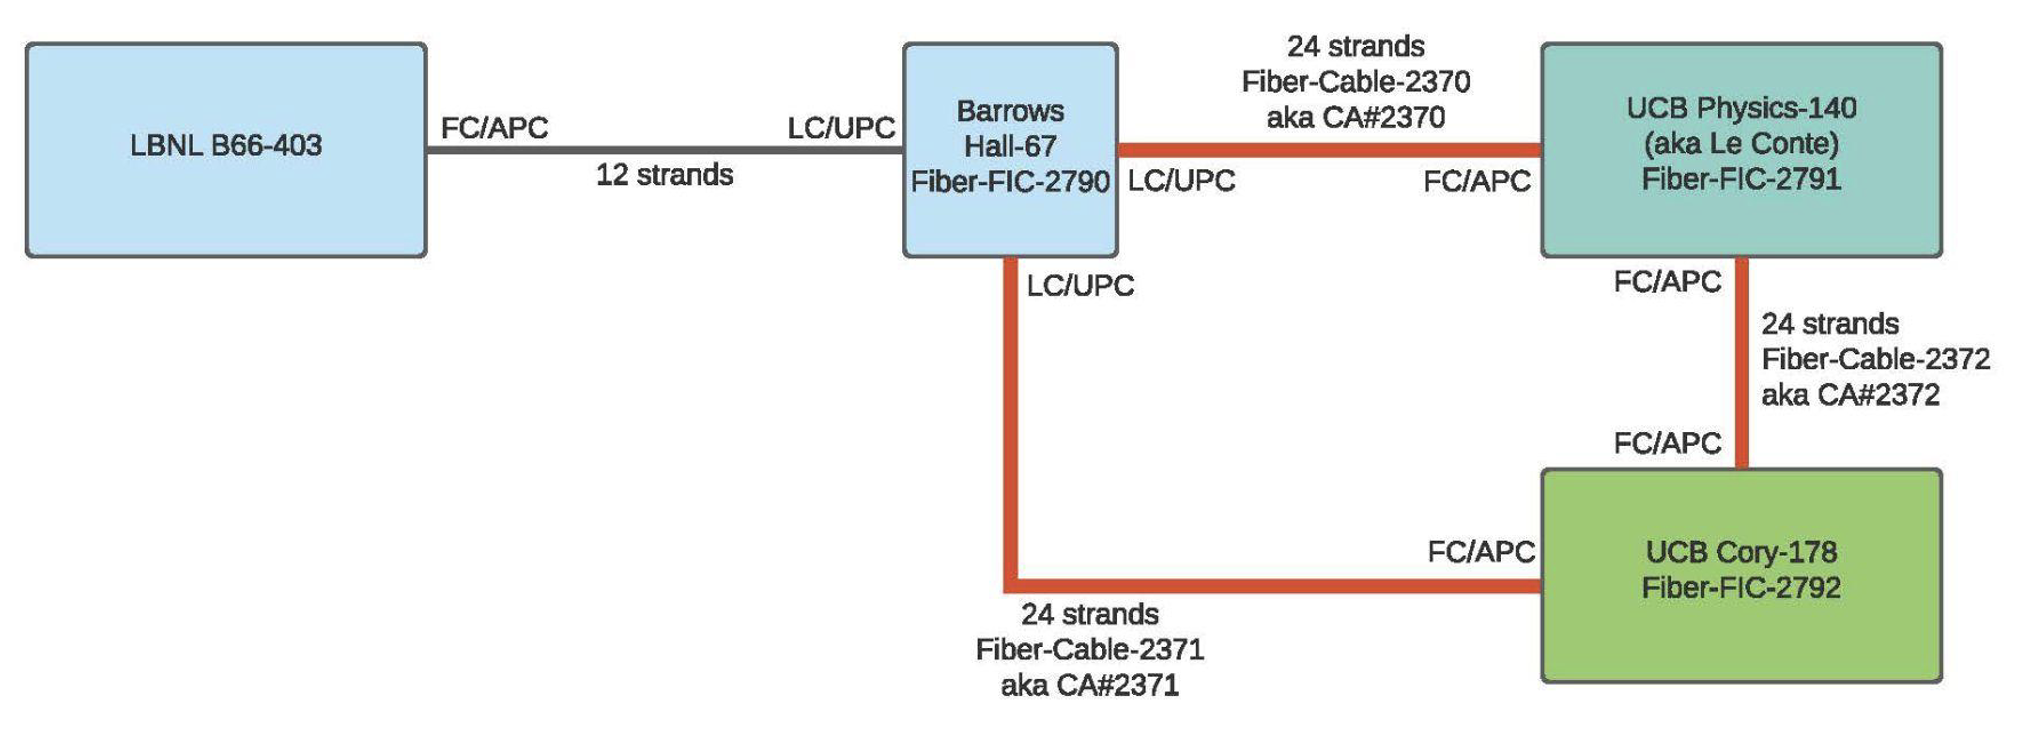 LBNL B66-403
FC/APC
12 strands
LC/UPC
Barrows
Hall-67
Fiber-FIC-2790
24 strands
Fiber-Cable-2370
aka CA#2370
LC/UPC
FC/APC
UCB Physics-140
(aka Le Conte)
Fiber-FIC-2791
LC/UPC
FC/APC
24 strands
Fiber-Cable-2372
aka CA#2372
FC/APC
FC/APC
UCB Cory-178
Fiber-FIC-2792
24 strands
Fiber-Cable-2371
aka CA#2371